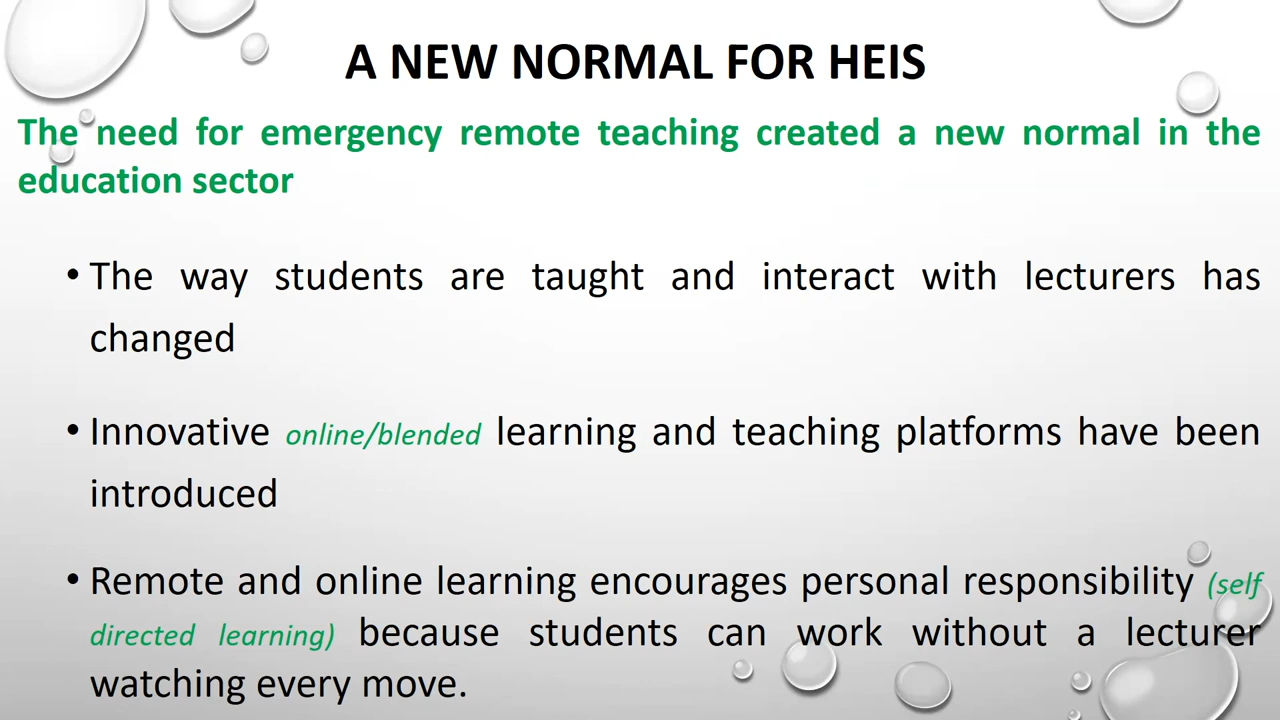 A NEW NORMAL FOR HEIS
The need for emergency remote teaching created a new normal in the
education sector
• The way students are taught and interact with lecturers has
changed
• Innovative online/blended learning and teaching platforms have been
introduced
• Remote and online learning encourages personal responsibility (self
directed learning) because students can work without a lecturer
watching every move.